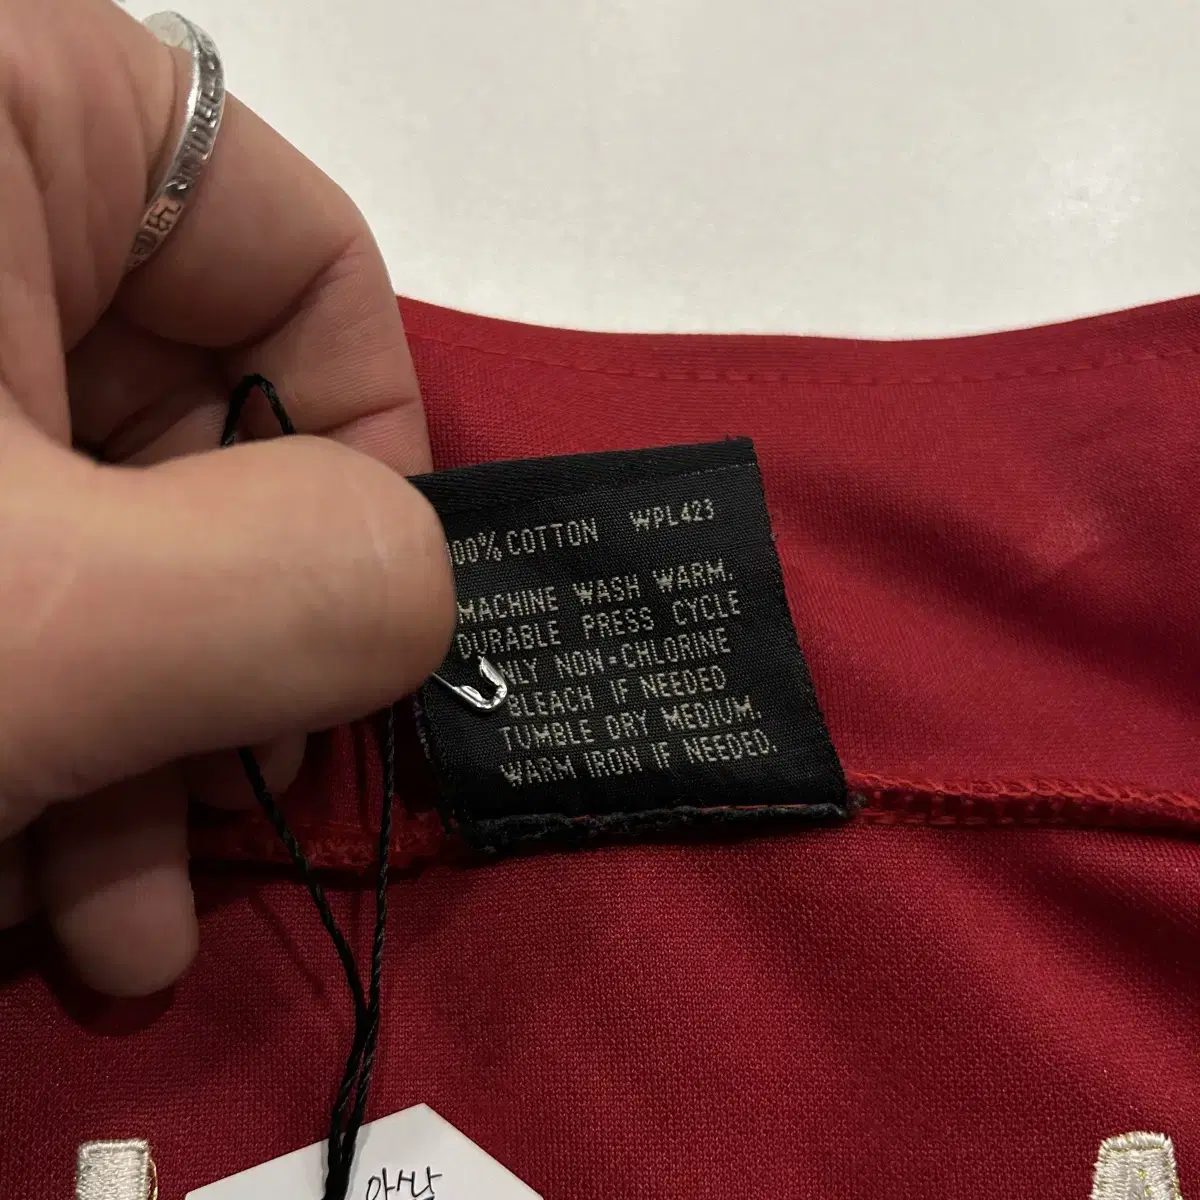 00% COTTON WPL423
MACHINE WASH WARM.
DURABLE PRESS CYCLE
NLY NON-CHLORINE
BLEACH IF NEEDED
TUMBLE DRY MEDIUM.
WARM IRON IF NEEDED.